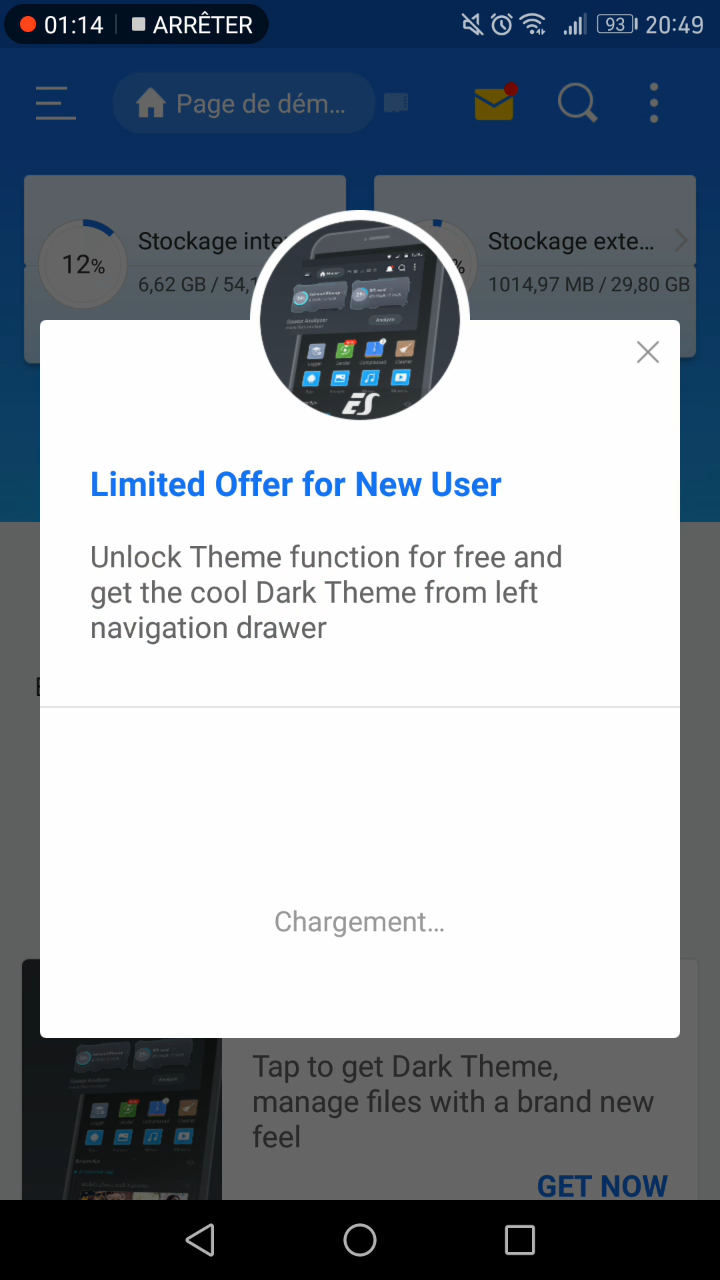 01:14 ARRÊTER 93 20:49
Page de dém...
12% Stockage inte
6,62 GB / 54,1
% Stockage exte...
1014,97 MB / 29,80 GB
ES
Limited Offer for New User
Unlock Theme function for free and
get the cool Dark Theme from left
navigation drawer
Chargement...
Tap to get Dark Theme,
manage files with a brand new
feel
GET NOW